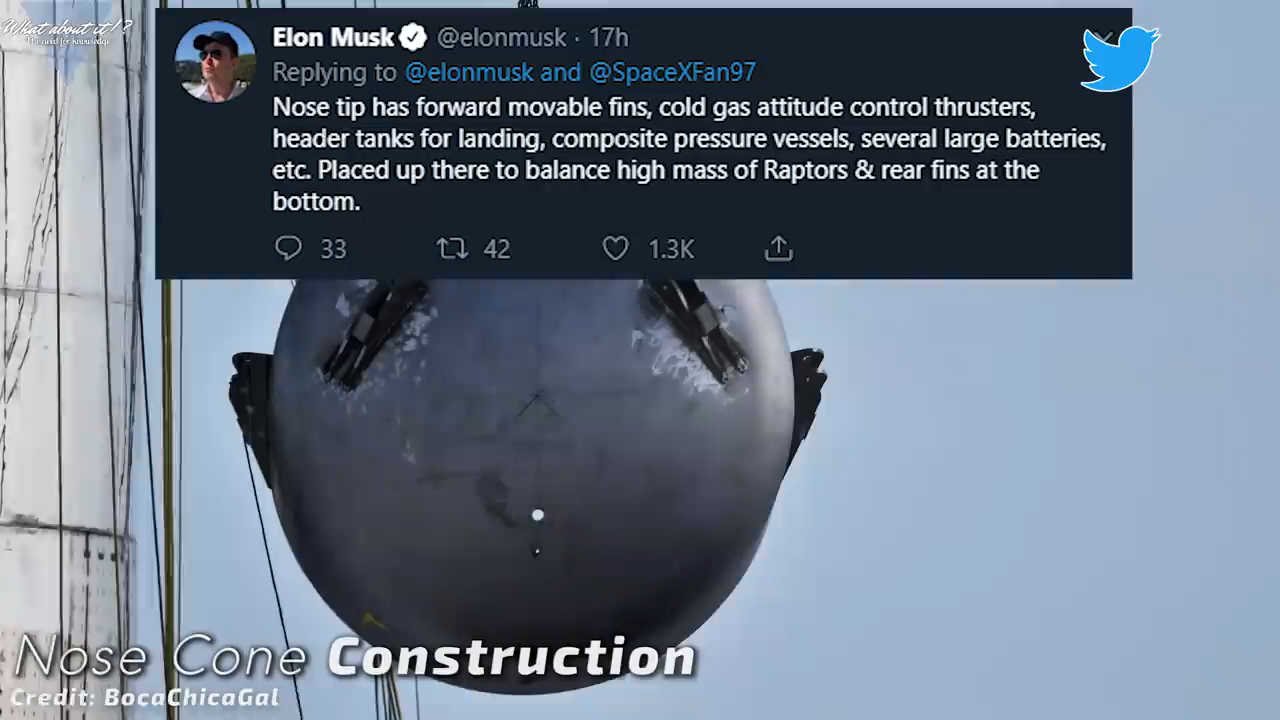 What about it!?
The need for knowledge
Elon Musk @elonmusk · 17h
Replying to @elonmusk and @SpaceXFan97
Nose tip has forward movable fins, cold gas attitude control thrusters,
header tanks for landing, composite pressure vessels, several large batteries,
etc. Placed up there to balance high mass of Raptors & rear fins at the
bottom.
33 42 1.3K
Nose Cone Construction
Credit: BocaChicaGal